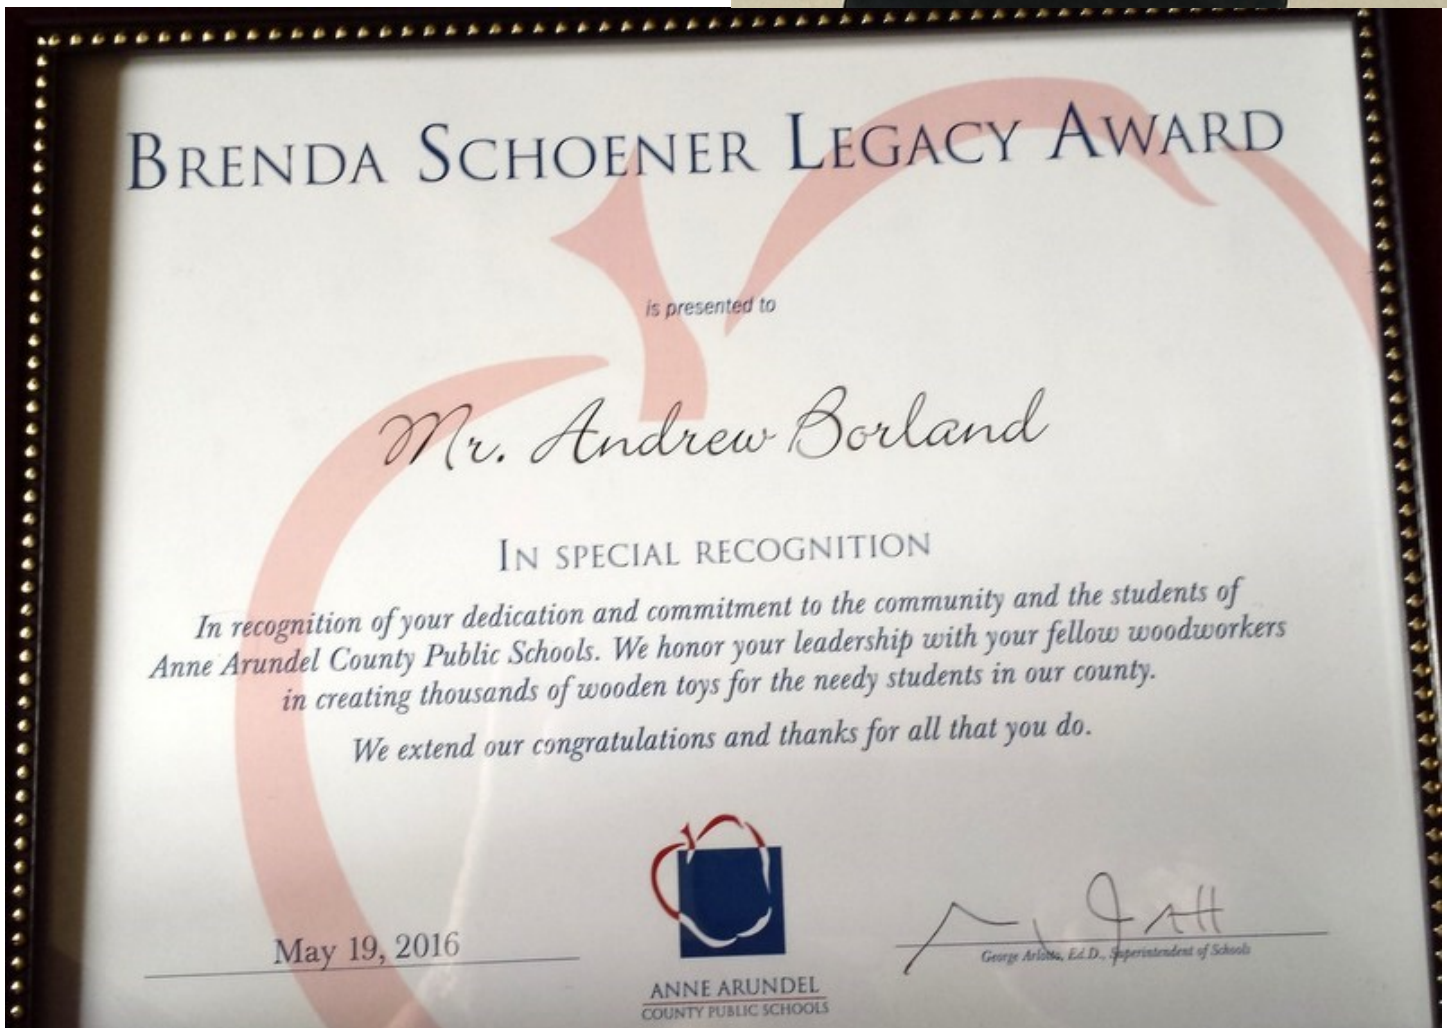 BRENDA SCHOENER LEGACY AWARD
is presented to
Mr. Andrew Borland
IN SPECIAL RECOGNITION
In recognition of your dedication and commitment to the community and the students of
Anne Arundel County Public Schools. We honor your leadership with your fellow woodworkers
in creating thousands of wooden toys for the needy students in our county.
We extend our congratulations and thanks for all that you do.
May 19, 2016
George Arlotto, Ed.D., Superintendent of Schools
ANNE ARUNDEL
COUNTY PUBLIC SCHOOLS